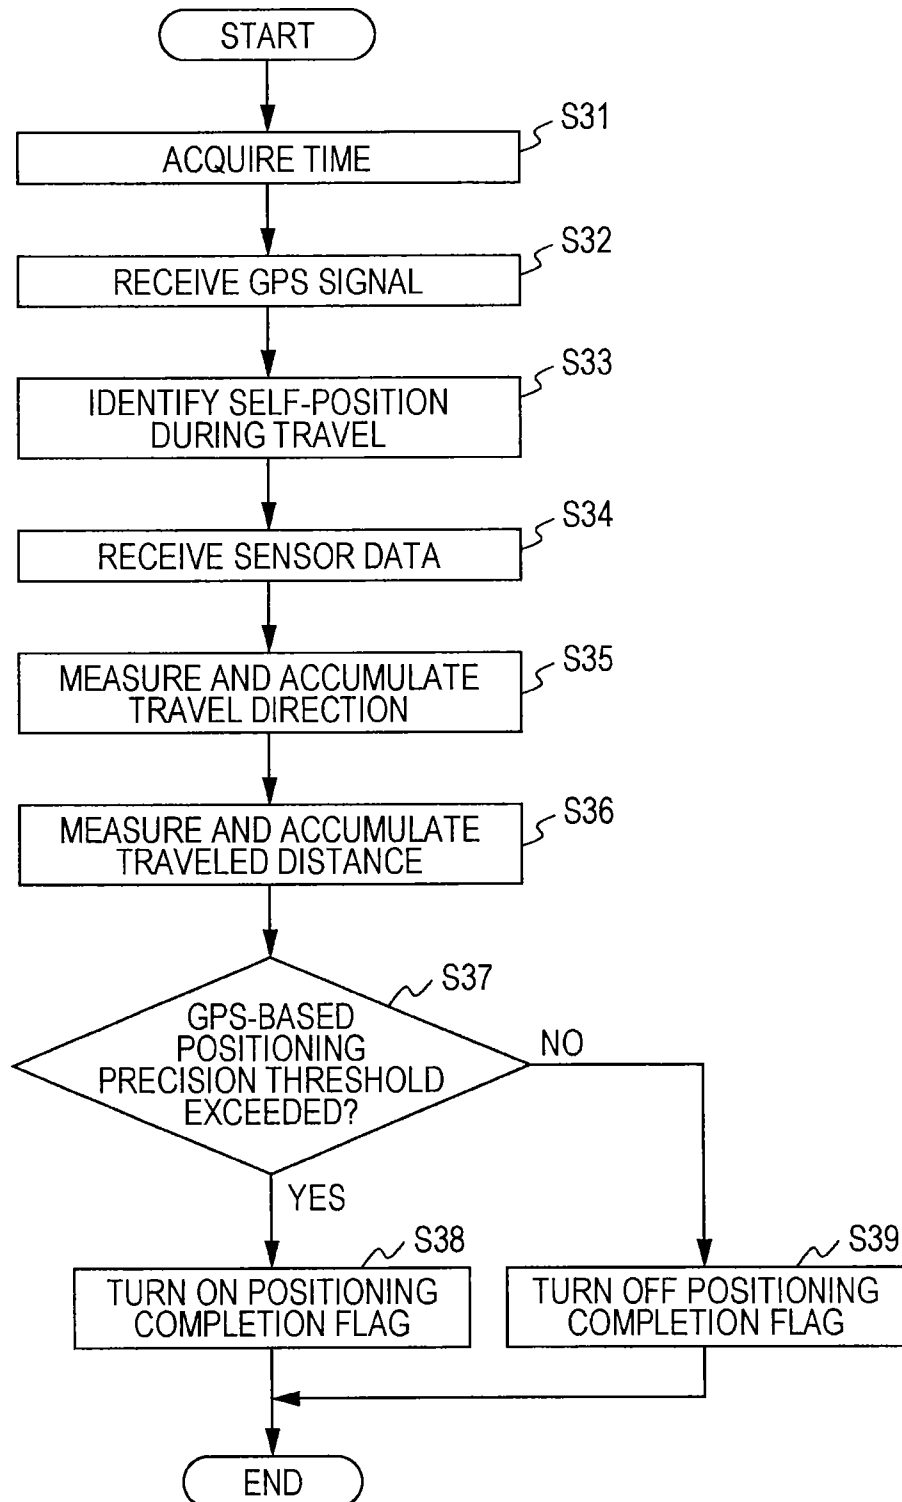 START
S31
ACQUIRE TIME
S32
RECEIVE GPS SIGNAL
S33
IDENTIFY SELF-POSITION
DURING TRAVEL
S34
RECEIVE SENSOR DATA
S35
MEASURE AND ACCUMULATE
TRAVEL DIRECTION
S36
MEASURE AND ACCUMULATE
TRAVELED DISTANCE
S37
GPS-BASED
POSITIONING
PRECISION THRESHOLD
EXCEEDED?
NO
YES
S38
TURN ON POSITIONING
COMPLETION FLAG
S39
TURN OFF POSITIONING
COMPLETION FLAG
END